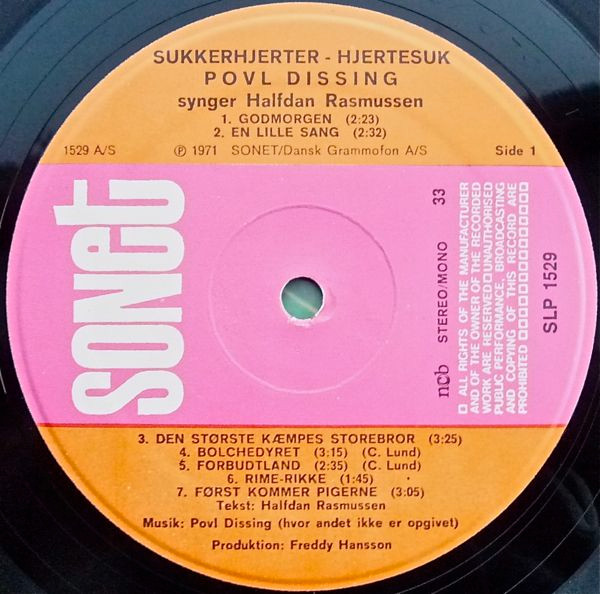 SUKKERHJERTER - HJERTESUK
POVL DISSING
synger Halfdan Rasmussen
1. GODMORGEN (2:23)
2. EN LILLE SANG (2:32)
1529 A/S ℗ 1971 SONET/Dansk Grammofon A/S Side 1
sonet
ncb STEREO/MONO 33
□ ALL RIGHTS OF THE MANUFACTURER
AND OF THE OWNER OF THE RECORDED
WORK ARE RESERVED □ UNAUTHORISED
PUBLIC PERFORMANCE, BROADCASTING
AND COPYING OF THIS RECORD ARE
PROHIBITED □□□□□□□□□□□□□□□
SLP 1529
3. DEN STØRSTE KÆMPES STOREBROR (3:25)
4. BOLCHEDYRET (3:15) (C. Lund)
5. FORBUDTLAND (2:35) (C. Lund)
6. RIME-RIKKE (1:45)
7. FØRST KOMMER PIGERNE (3:05)
Tekst: Halfdan Rasmussen
Musik: Povl Dissing (hvor andet ikke er opgivet)
Produktion: Freddy Hansson